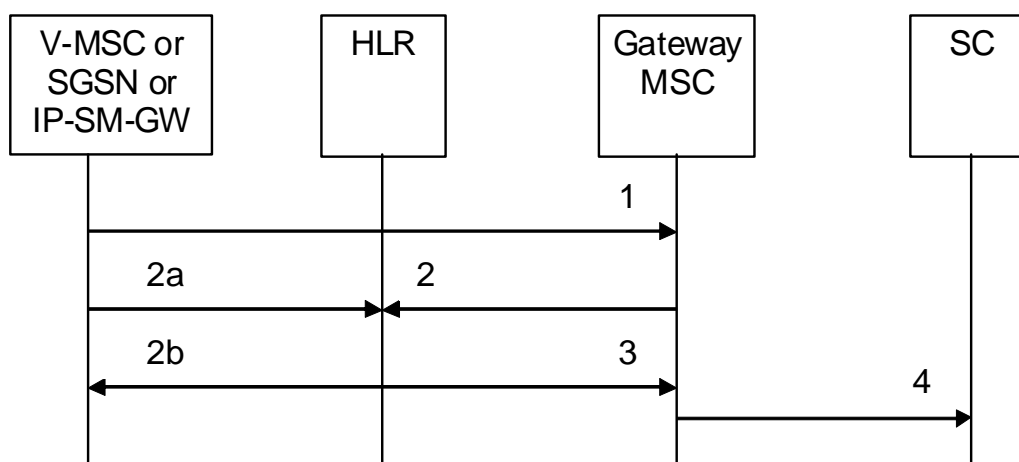 V-MSC or
SGSN or
IP-SM-GW
HLR
Gateway
MSC
SC
1
2a
2
2b
3
4